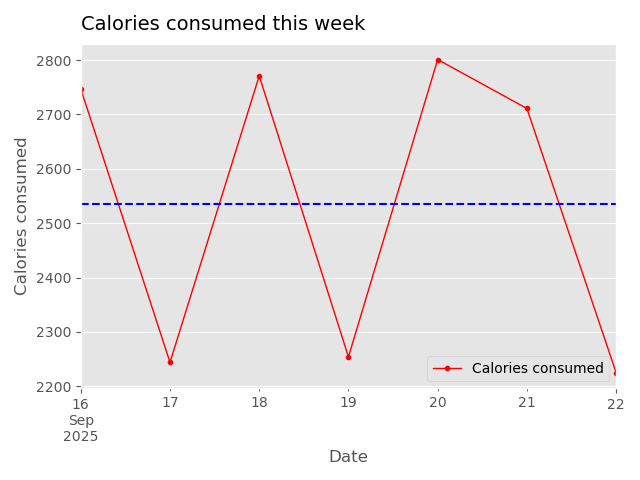 Calories consumed this week
2800
2700
2600
2500
2400
2300
2200
Calories consumed
Calories consumed
16 17 18 19 20 21 22
Sep
2025
Date